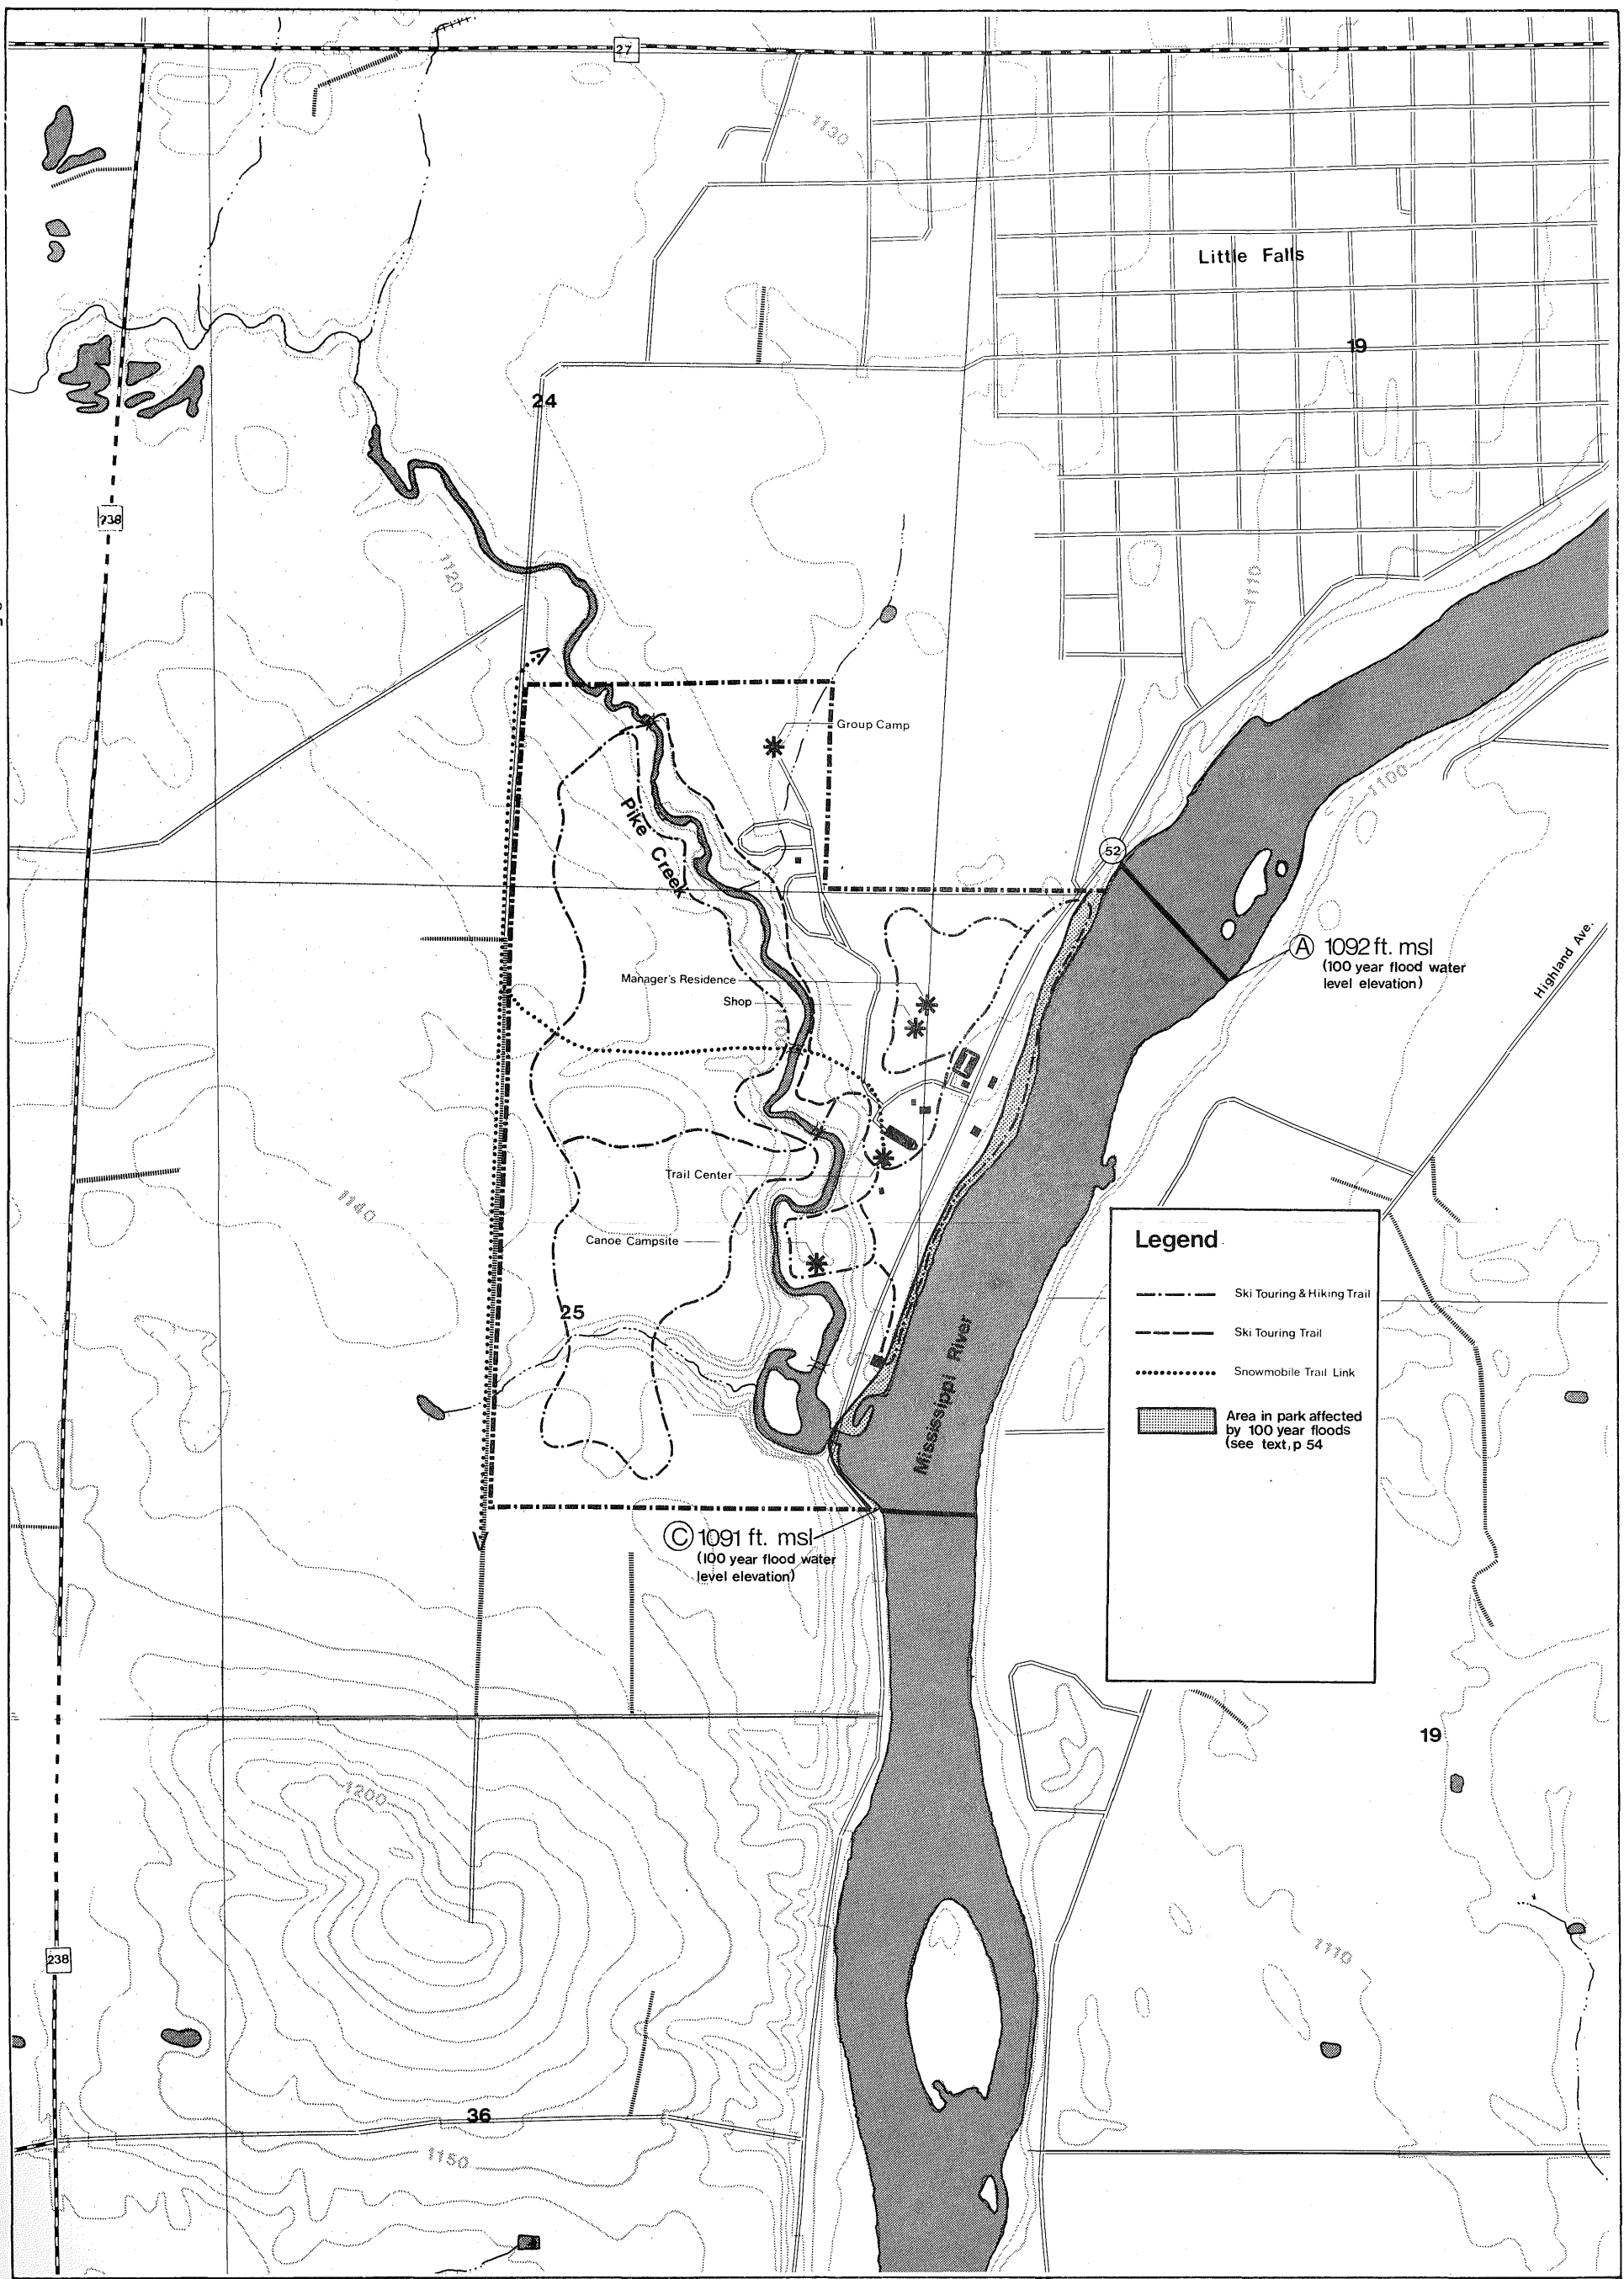 27
1130
Little Falls
19
24
238
1120
1110
Group Camp
1100
Pike Creek
52
A 1092 ft. msl
(100 year flood water
level elevation)
Highland Ave.
Manager's Residence
Shop
1140
Trail Center
Canoe Campsite
25
Mississippi River
Legend
Ski Touring & Hiking Trail
Ski Touring Trail
Snowmobile Trail Link
Area in park affected
by 100 year floods
(see text, p 54
C 1091 ft. msl
(100 year flood water
level elevation)
19
1200
238
1110
36
1150